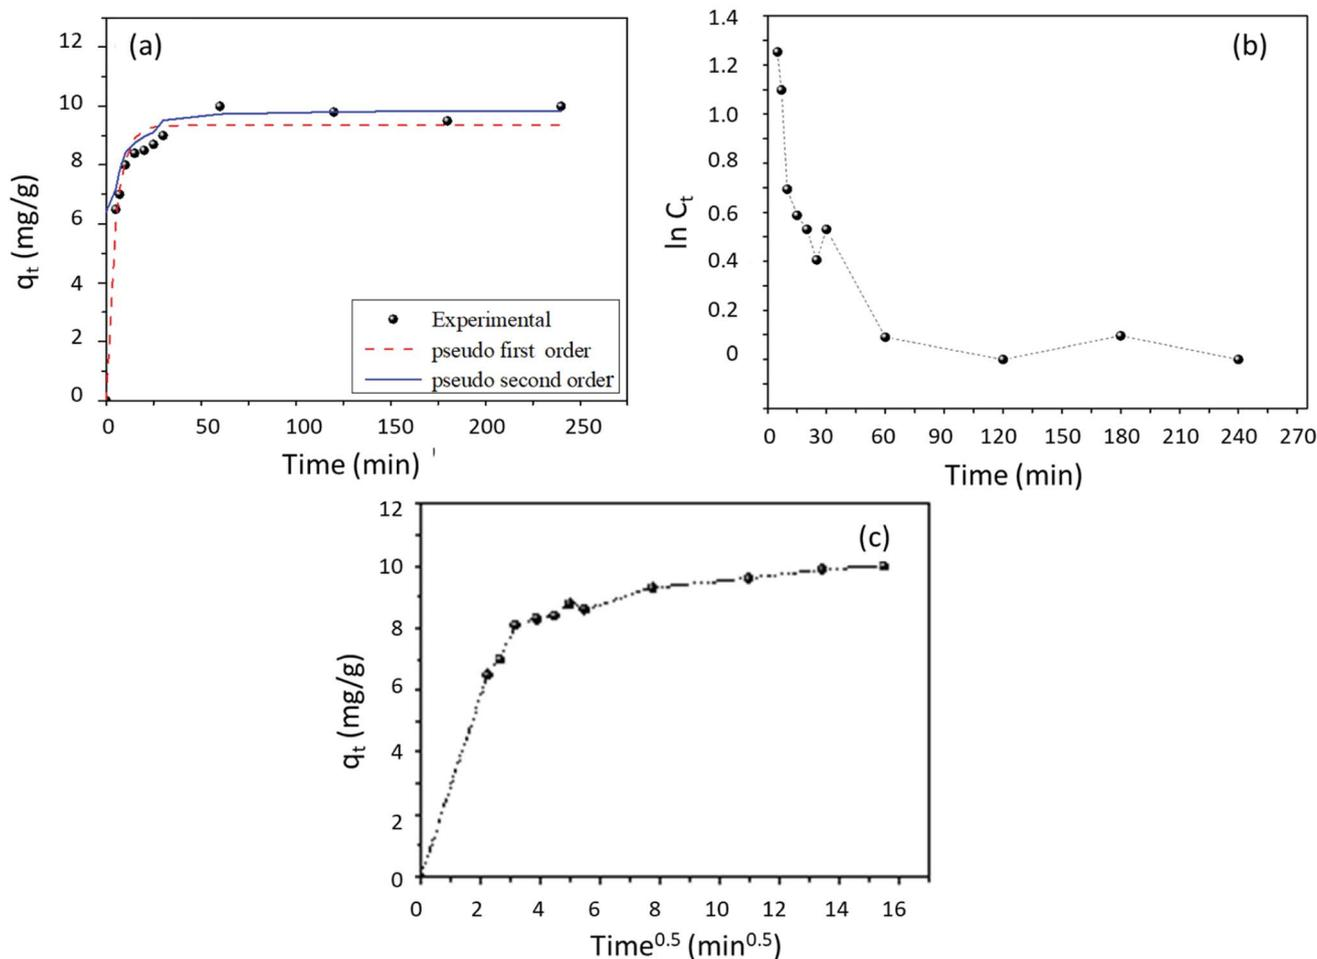 (a)
12
10
8
6
4
2
0
qt (mg/g)
Experimental
pseudo first order
pseudo second order
0 50 100 150 200 250
Time (min)
(b)
1.4
1.2
1.0
0.8
0.6
0.4
0.2
0
ln Ct
0 30 60 90 120 150 180 210 240 270
Time (min)
(c)
12
10
8
6
4
2
0
qt (mg/g)
0 2 4 6 8 10 12 14 16
Time0.5 (min0.5)